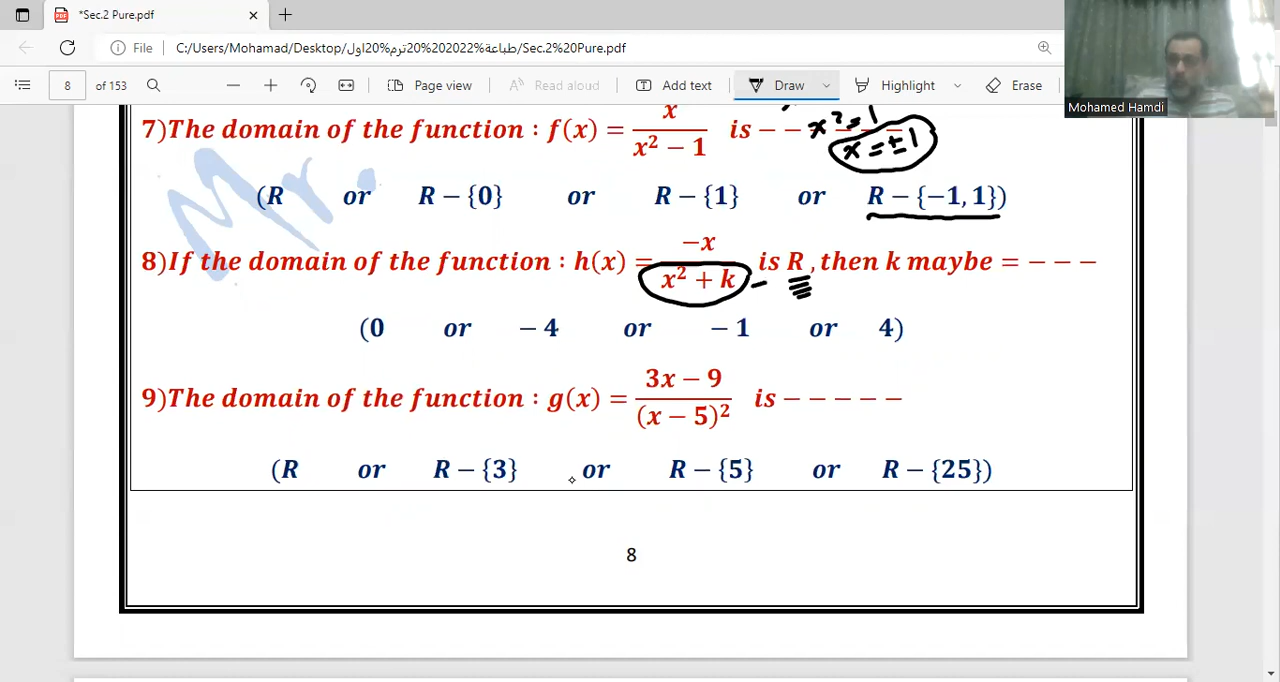 *Sec.2 Pure.pdf
File C:/Users/Mohamad/Desktop/طباعة%202022%20ترم%20اول/Sec.2%20Pure.pdf
8 of 153 Page view Read aloud Add text Draw Highlight Erase
Mohamed Hamdi
Mr.
7)The domain of the function : f(x) = x / (x² − 1) is − −
x² = 1
x = ±1
(R or R − {0} or R − {1} or R − {−1, 1})
8)If the domain of the function : h(x) = −x / (x² + k) is R , then k maybe = − − −
(0 or − 4 or − 1 or 4)
9)The domain of the function : g(x) = 3x − 9 / (x − 5)² is − − − − −
(R or R − {3} or R − {5} or R − {25})
8